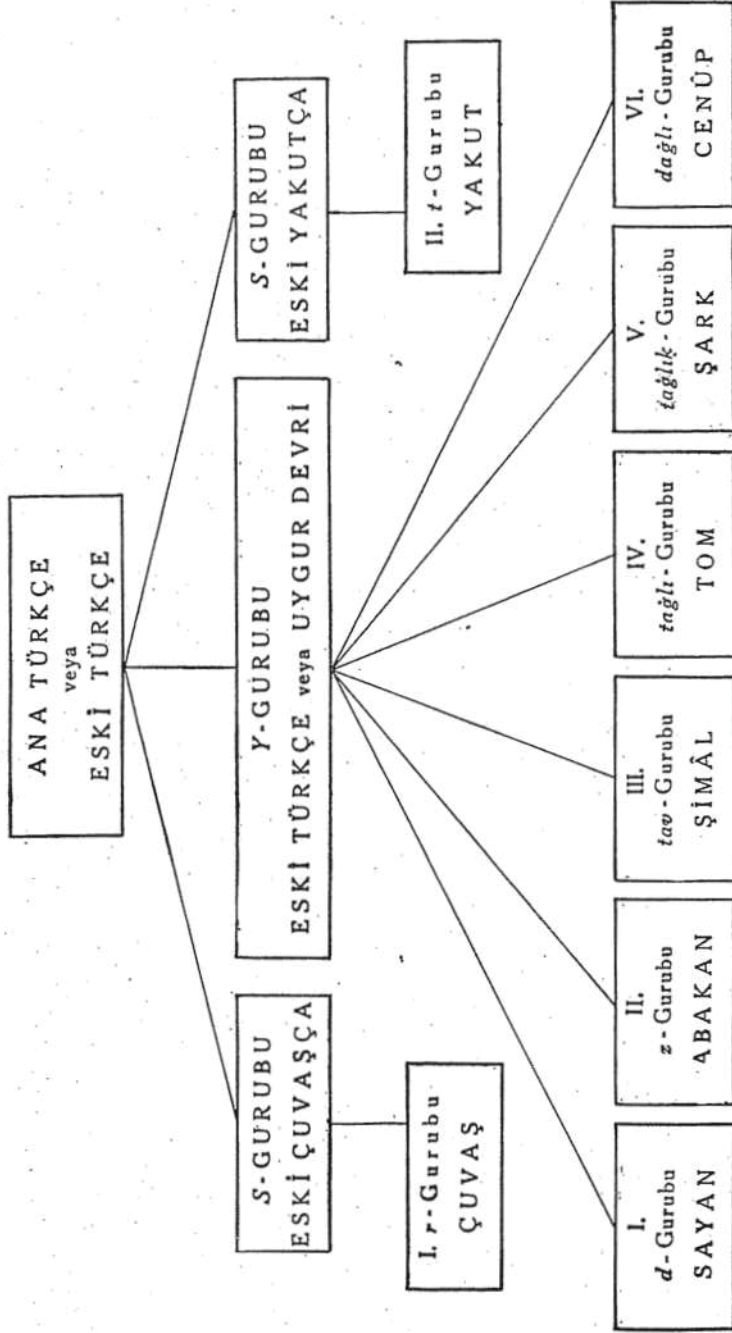 ANA TÜRKÇE
veya
ESKİ TÜRKÇE
S-GURUBU
ESKİ ÇUVAŞÇA
Y-GURUBU
ESKİ TÜRKÇE veya UYGUR DEVRİ
S-GURUBU
ESKİ YAKUTÇA
I. r-Gurubu
ÇUVAŞ
II. t-Gurubu
YAKUT
I.
d-Gurubu
SAYAN
II.
z-Gurubu
ABAKAN
III.
tav-Gurubu
ŞİMÂL
IV.
tağlı-Gurubu
TOM
V.
tağlıḳ-Gurubu
ŞARK
VI.
dağlı-Gurubu
CENÛP